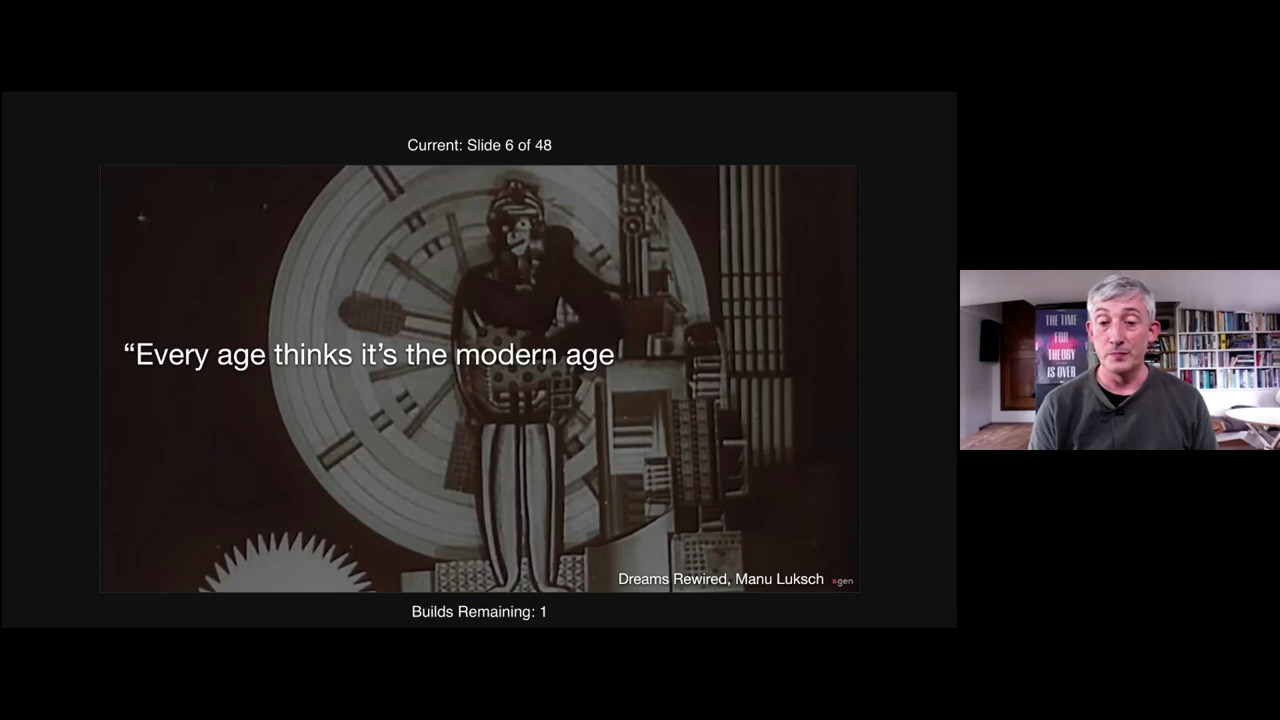 Current: Slide 6 of 48
“Every age thinks it’s the modern age
Dreams Rewired, Manu Luksch
gen
Builds Remaining: 1
THE TIME
FOR
THEORY
IS OVER